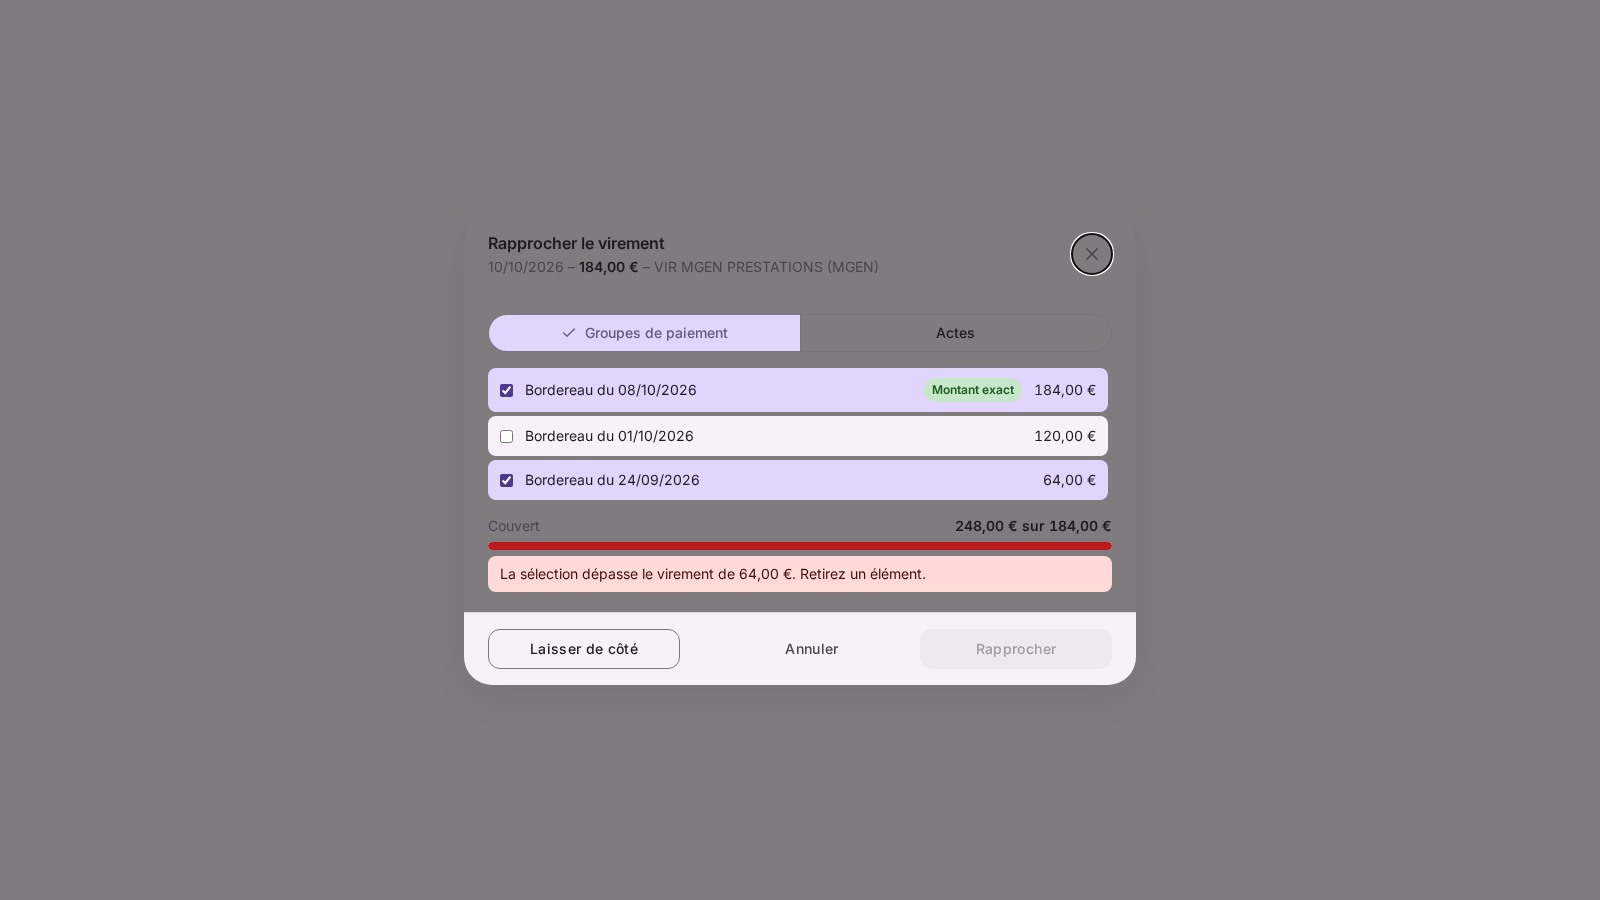 Rapprocher le virement
10/10/2026 – 184,00 € – VIR MGEN PRESTATIONS (MGEN)
Groupes de paiement
Actes
Bordereau du 08/10/2026 Montant exact 184,00 €
Bordereau du 01/10/2026 120,00 €
Bordereau du 24/09/2026 64,00 €
Couvert 248,00 € sur 184,00 €
La sélection dépasse le virement de 64,00 €. Retirez un élément.
Laisser de côté Annuler Rapprocher